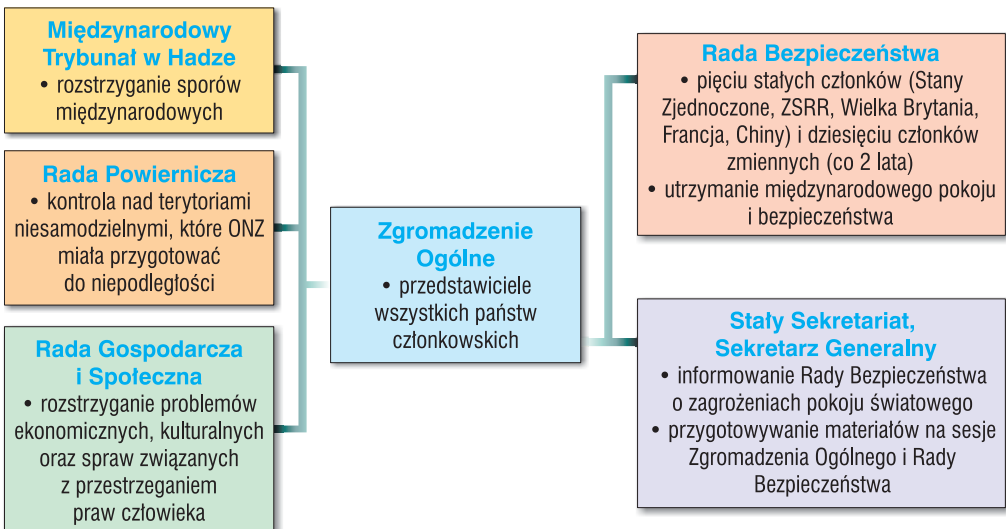 Międzynarodowy
Trybunał w Hadze
• rozstrzyganie sporów
międzynarodowych
Rada Powiernicza
• kontrola nad terytoriami
niesamodzielnymi, które ONZ
miała przygotować
do niepodległości
Rada Gospodarcza
i Społeczna
• rozstrzyganie problemów
ekonomicznych, kulturalnych
oraz spraw związanych
z przestrzeganiem
praw człowieka
Zgromadzenie
Ogólne
• przedstawiciele
wszystkich państw
członkowskich
Rada Bezpieczeństwa
• pięciu stałych członków (Stany
Zjednoczone, ZSRR, Wielka Brytania,
Francja, Chiny) i dziesięciu członków
zmiennych (co 2 lata)
• utrzymanie międzynarodowego pokoju
i bezpieczeństwa
Stały Sekretariat,
Sekretarz Generalny
• informowanie Rady Bezpieczeństwa
o zagrożeniach pokoju światowego
• przygotowywanie materiałów na sesje
Zgromadzenia Ogólnego i Rady
Bezpieczeństwa